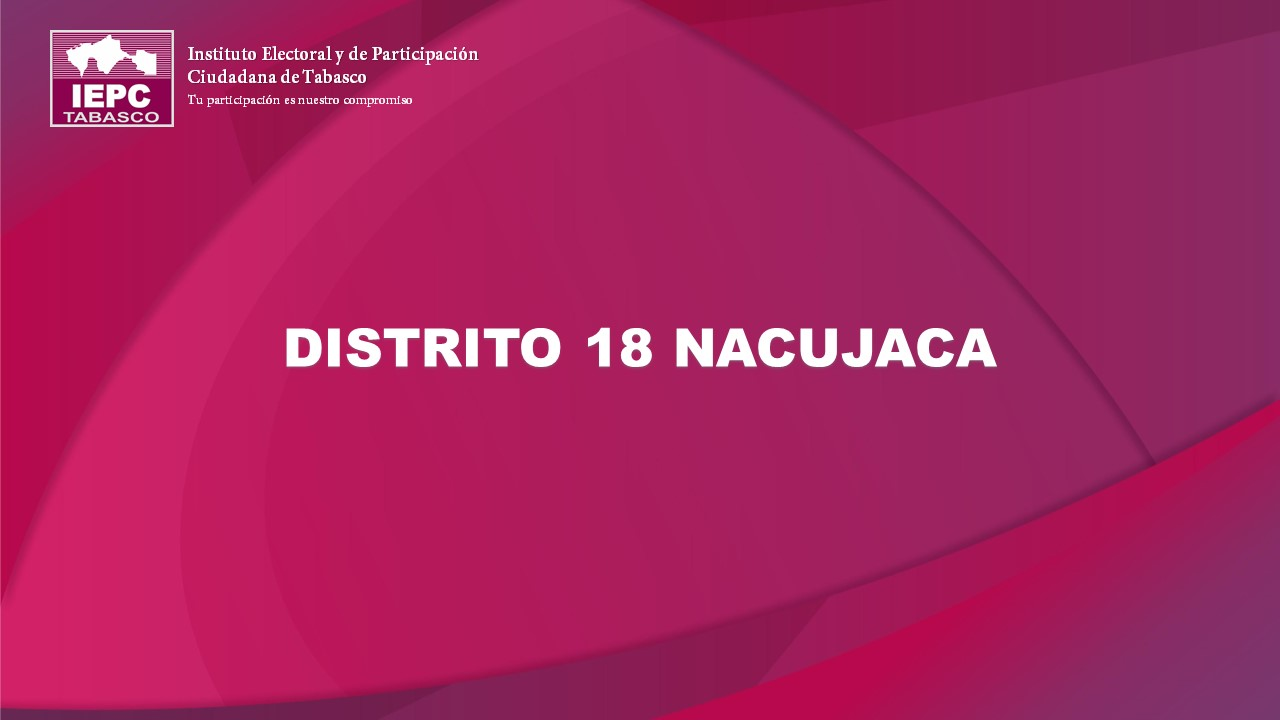 IEPC
TABASCO
Instituto Electoral y de Participación
Ciudadana de Tabasco
Tu participación es nuestro compromiso
DISTRITO 18 NACUJACA